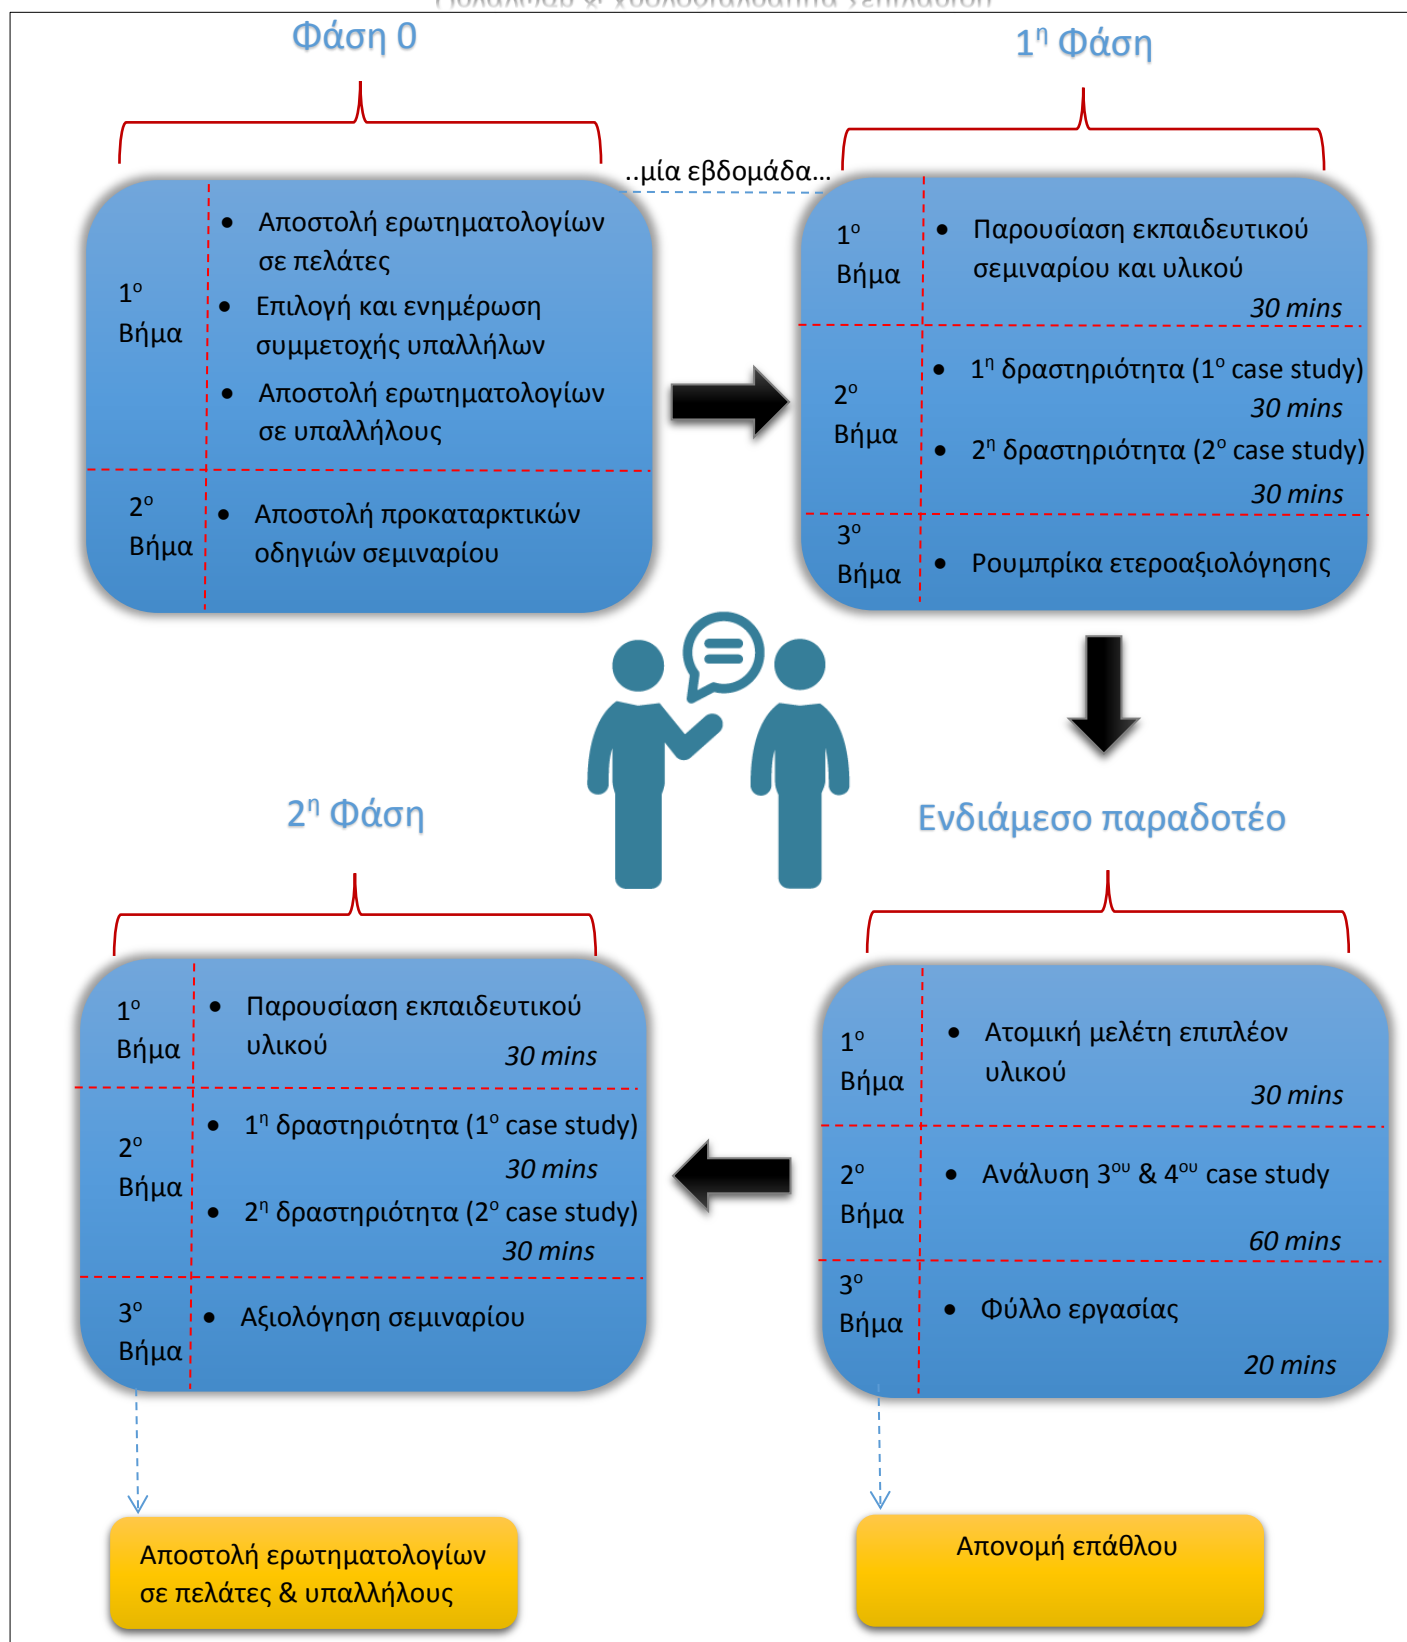 Φάση 0
1η Φάση
..μία εβδομάδα...
1ο
Βήμα
• Αποστολή ερωτηματολογίων
σε πελάτες
• Επιλογή και ενημέρωση
συμμετοχής υπαλλήλων
• Αποστολή ερωτηματολογίων
σε υπαλλήλους
2ο
Βήμα
• Αποστολή προκαταρκτικών
οδηγιών σεμιναρίου
1ο
Βήμα
• Παρουσίαση εκπαιδευτικού
σεμιναρίου και υλικού
30 mins
2ο
Βήμα
• 1η δραστηριότητα (1ο case study)
30 mins
• 2η δραστηριότητα (2ο case study)
30 mins
3ο
Βήμα
• Ρουμπρίκα ετεροαξιολόγησης
2η Φάση
Ενδιάμεσο παραδοτέο
1ο
Βήμα
• Παρουσίαση εκπαιδευτικού
υλικού
30 mins
2ο
Βήμα
• 1η δραστηριότητα (1ο case study)
30 mins
• 2η δραστηριότητα (2ο case study)
30 mins
3ο
Βήμα
• Αξιολόγηση σεμιναρίου
1ο
Βήμα
• Ατομική μελέτη επιπλέον
υλικού
30 mins
2ο
Βήμα
• Ανάλυση 3ου & 4ου case study
60 mins
3ο
Βήμα
• Φύλλο εργασίας
20 mins
Αποστολή ερωτηματολογίων
σε πελάτες & υπαλλήλους
Απονομή επάθλου